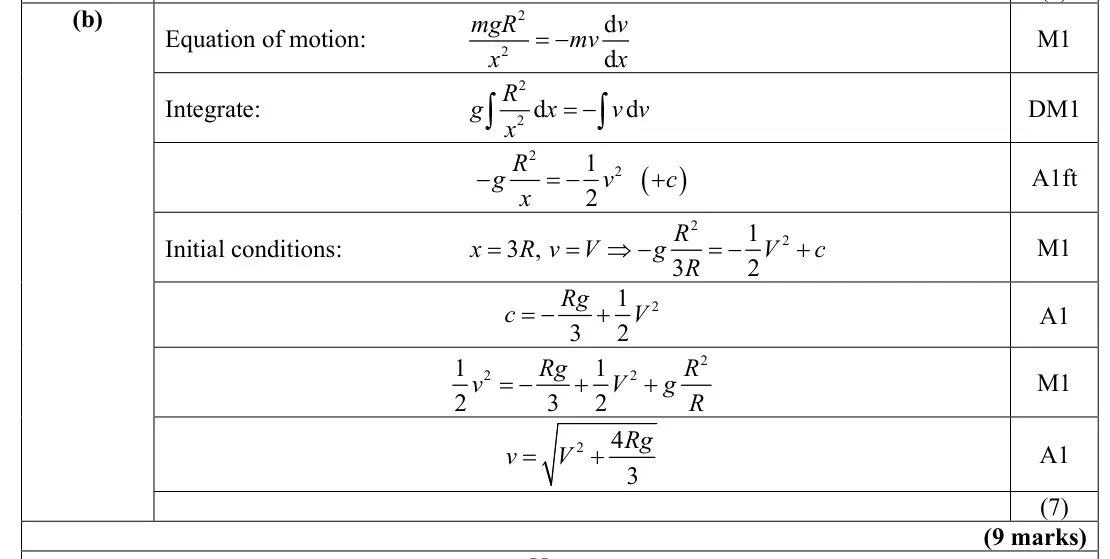 (b)
Equation of motion: mgR²/x² = −mv dv/dx M1
Integrate: g∫R²/x² dx = −∫v dv DM1
−g R²/x = −1/2 v² (+c) A1ft
Initial conditions: x = 3R, v = V ⇒ −g R²/3R = −1/2 V² + c M1
c = −Rg/3 + 1/2 V² A1
1/2 v² = −Rg/3 + 1/2 V² + g R²/R M1
v = √(V² + 4Rg/3) A1
(7)
(9 marks)